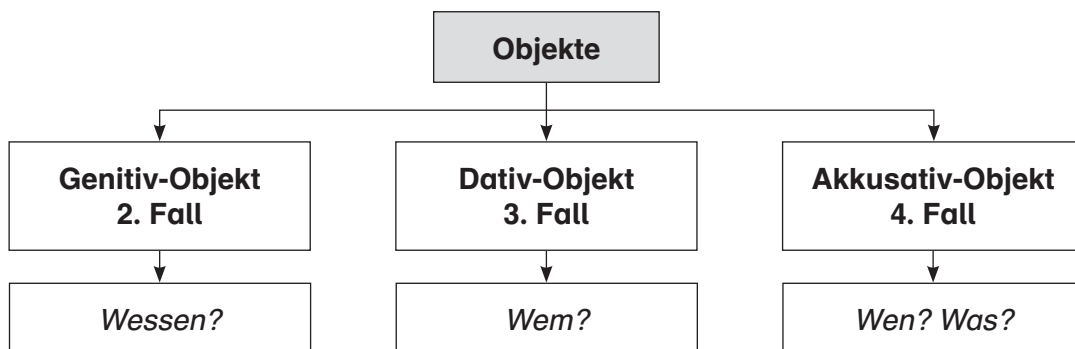 Objekte
Genitiv-Objekt
2. Fall
Dativ-Objekt
3. Fall
Akkusativ-Objekt
4. Fall
Wessen?
Wem?
Wen? Was?